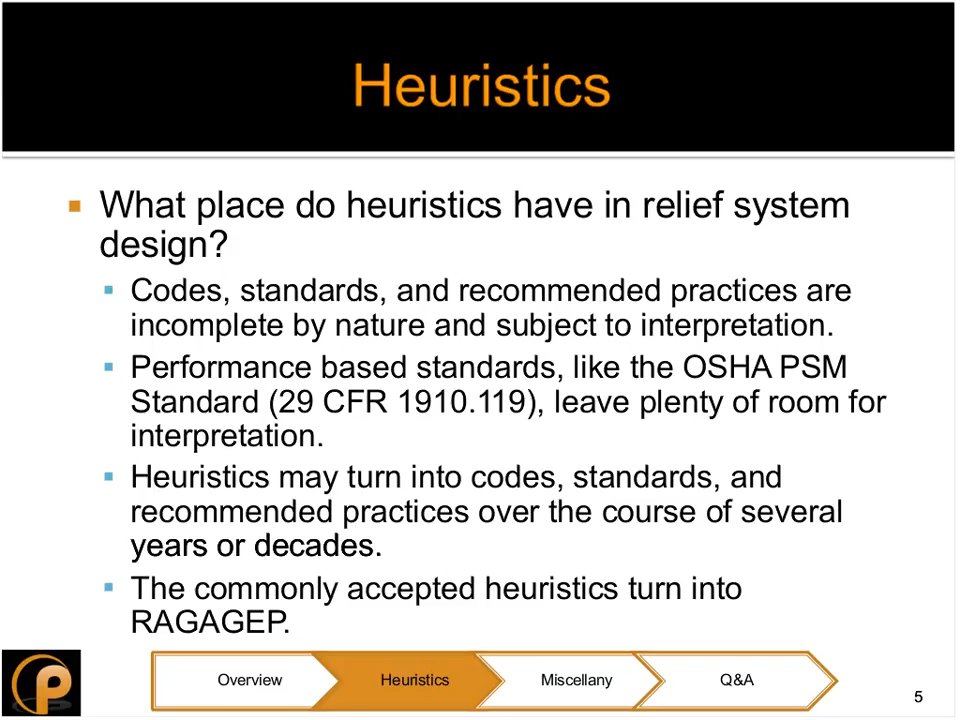 Heuristics
What place do heuristics have in relief system
design?
Codes, standards, and recommended practices are
incomplete by nature and subject to interpretation.
Performance based standards, like the OSHA PSM
Standard (29 CFR 1910.119), leave plenty of room for
interpretation.
Heuristics may turn into codes, standards, and
recommended practices over the course of several
years or decades.
The commonly accepted heuristics turn into
RAGAGEP.
Overview Heuristics Miscellany Q&A
5